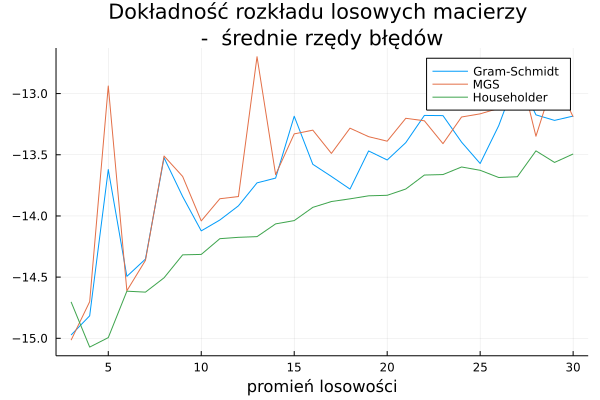 Dokładność rozkładu losowych macierzy
- średnie rzędy błędów
Gram-Schmidt
MGS
Householder
−13.0
−13.5
−14.0
−14.5
−15.0
5
10
15
20
25
30
promień losowości